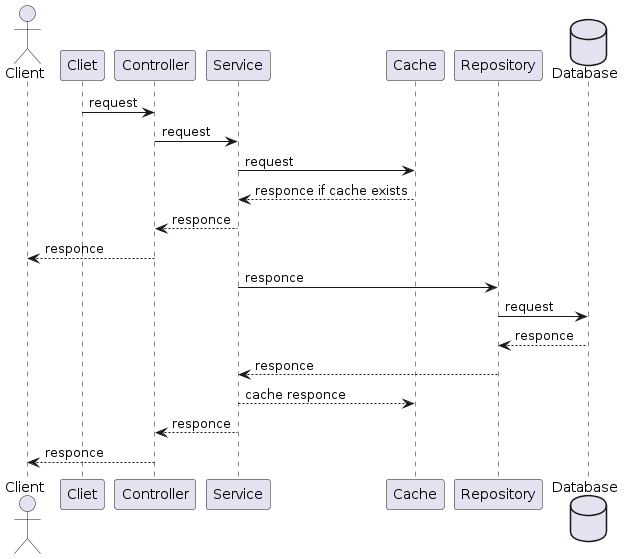 Client
Cliet
Controller
Service
Cache
Repository
Database
request
request
request
responce if cache exists
responce
responce
responce
request
responce
responce
cache responce
responce
responce
Client
Cliet
Controller
Service
Cache
Repository
Database